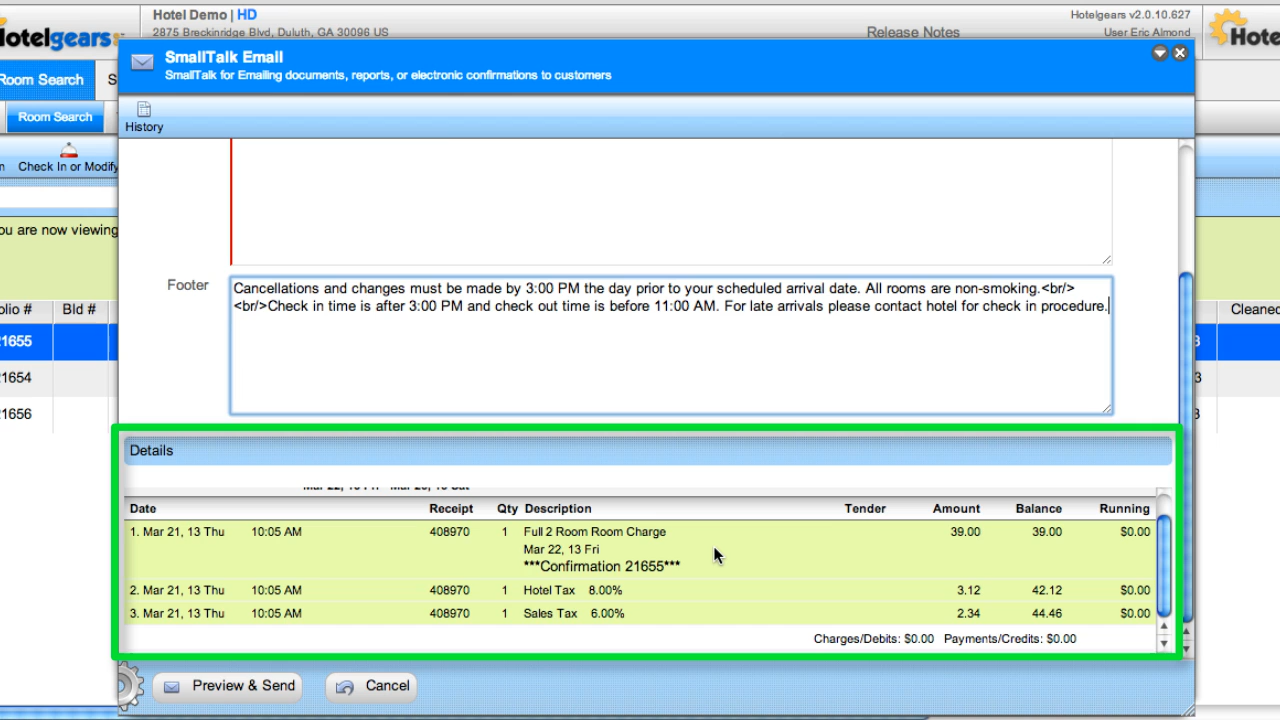 Hotel Demo | HD
Hotelgears v2.0.10.627
otelgears
2875 Breckinridge Blvd, Duluth, GA 30096 US
Release Notes
User Eric Almond
Hote
SmallTalk Email
SmallTalk for Emailing documents, reports, or electronic confirmations to customers
Room Search
S
Room Search
History
Check In or Modify
ou are now viewing
Footer
Cancellations and changes must be made by 3:00 PM the day prior to your scheduled arrival date. All rooms are non-smoking.<br/>
<br/>Check in time is after 3:00 PM and check out time is before 11:00 AM. For late arrivals please contact hotel for check in procedure.
olio # Bld # Cleaned
1655 3
1654 3
1656 3
Details
Date Receipt Qty Description Tender Amount Balance Running
1. Mar 21, 13 Thu 10:05 AM 408970 1 Full 2 Room Room Charge 39.00 39.00 $0.00
Mar 22, 13 Fri
***Confirmation 21655***
2. Mar 21, 13 Thu 10:05 AM 408970 1 Hotel Tax 8.00% 3.12 42.12 $0.00
3. Mar 21, 13 Thu 10:05 AM 408970 1 Sales Tax 6.00% 2.34 44.46 $0.00
Charges/Debits: $0.00 Payments/Credits: $0.00
Preview & Send Cancel